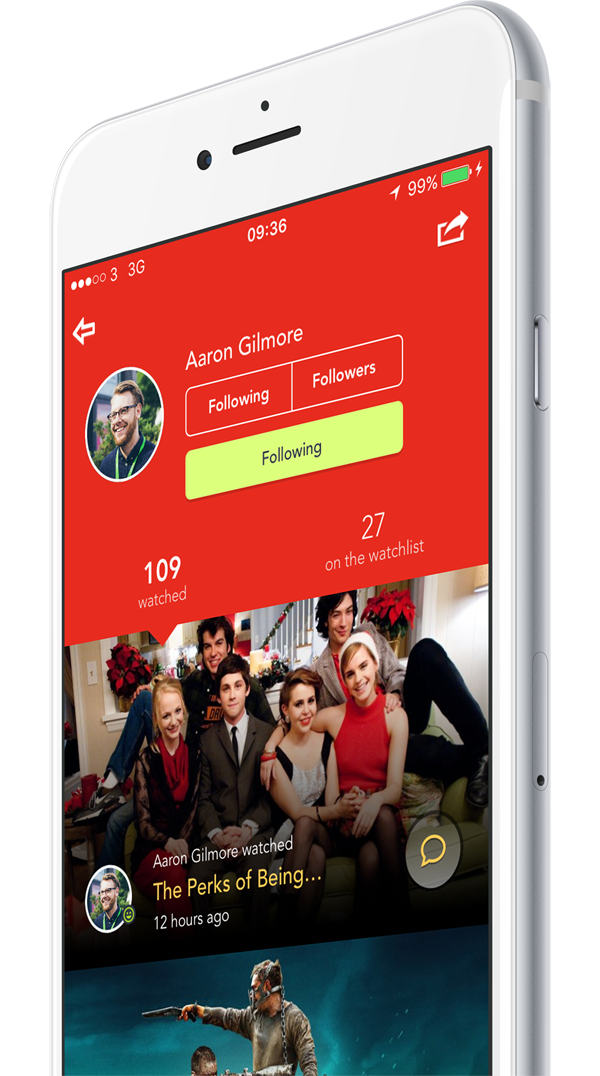 3 3G 09:36 99%
Aaron Gilmore
Following Followers
Following
109 27
watched on the watchlist
Aaron Gilmore watched
The Perks of Being...
12 hours ago